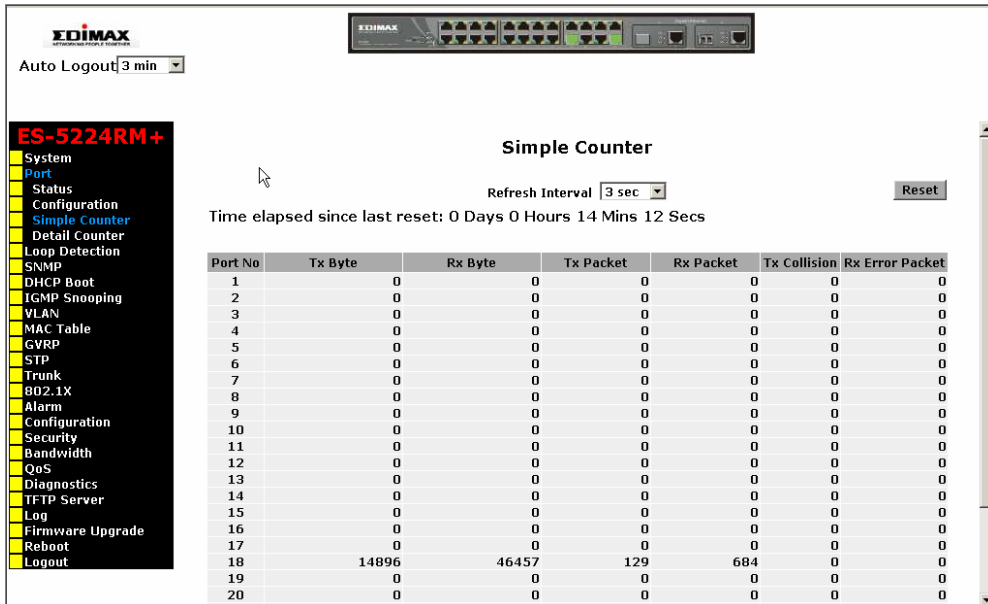 EDIMAX
NETWORKING PEOPLE TOGETHER
Auto Logout 3 min
EDIMAX
ES-5224RM+
System
Port
Status
Configuration
Simple Counter
Detail Counter
Loop Detection
SNMP
DHCP Boot
IGMP Snooping
VLAN
MAC Table
GVRP
STP
Trunk
802.1X
Alarm
Configuration
Security
Bandwidth
QoS
Diagnostics
TFTP Server
Log
Firmware Upgrade
Reboot
Logout
Simple Counter
Refresh Interval 3 sec Reset
Time elapsed since last reset: 0 Days 0 Hours 14 Mins 12 Secs
Port No Tx Byte Rx Byte Tx Packet Rx Packet Tx Collision Rx Error Packet
1 0 0 0 0 0 0
2 0 0 0 0 0 0
3 0 0 0 0 0 0
4 0 0 0 0 0 0
5 0 0 0 0 0 0
6 0 0 0 0 0 0
7 0 0 0 0 0 0
8 0 0 0 0 0 0
9 0 0 0 0 0 0
10 0 0 0 0 0 0
11 0 0 0 0 0 0
12 0 0 0 0 0 0
13 0 0 0 0 0 0
14 0 0 0 0 0 0
15 0 0 0 0 0 0
16 0 0 0 0 0 0
17 0 0 0 0 0 0
18 14896 46457 129 684 0 0
19 0 0 0 0 0 0
20 0 0 0 0 0 0